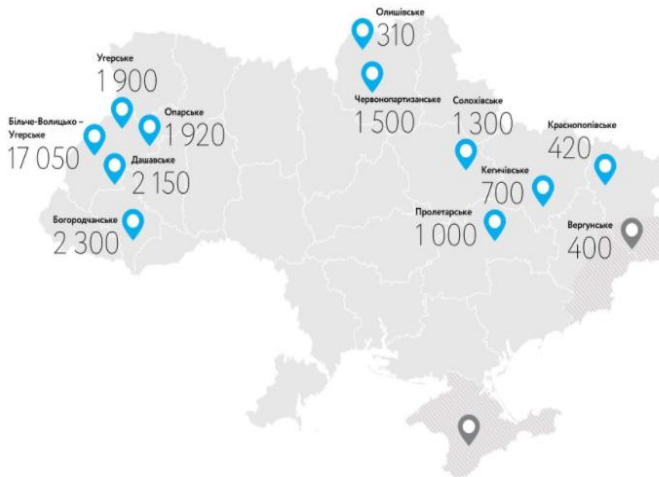 Олишівське
310
Угерське
1 900
Червонопартизанське
1 500
Солохівське
1 300
Більче-Волицько –
Угерське
17 050
Опарське
1 920
Краснопопівське
420
Дашавське
2 150
Кегичівське
700
Богородчанське
2 300
Пролетарське
1 000
Вергунське
400